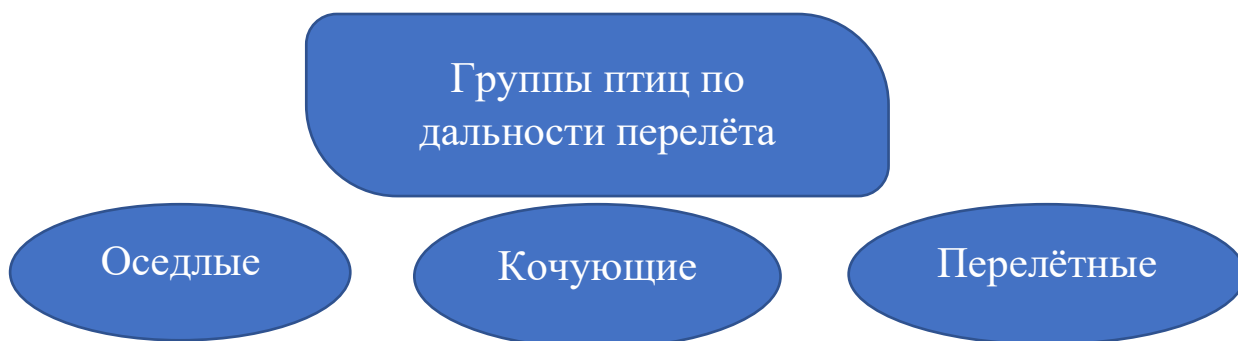 Группы птиц по
дальности перелёта
Оседлые
Кочующие
Перелётные